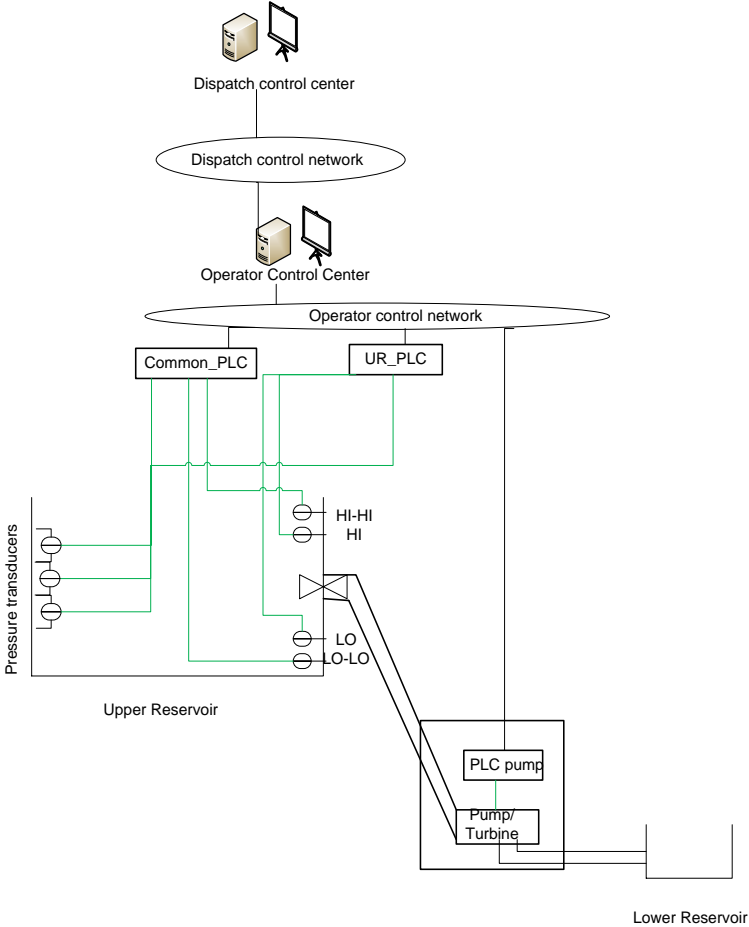 Dispatch control center
Dispatch control network
Operator Control Center
Operator control network
Common_PLC
UR_PLC
Pressure transducers
HI-HI
HI
LO
LO-LO
Upper Reservoir
PLC pump
Pump/
Turbine
Lower Reservoir